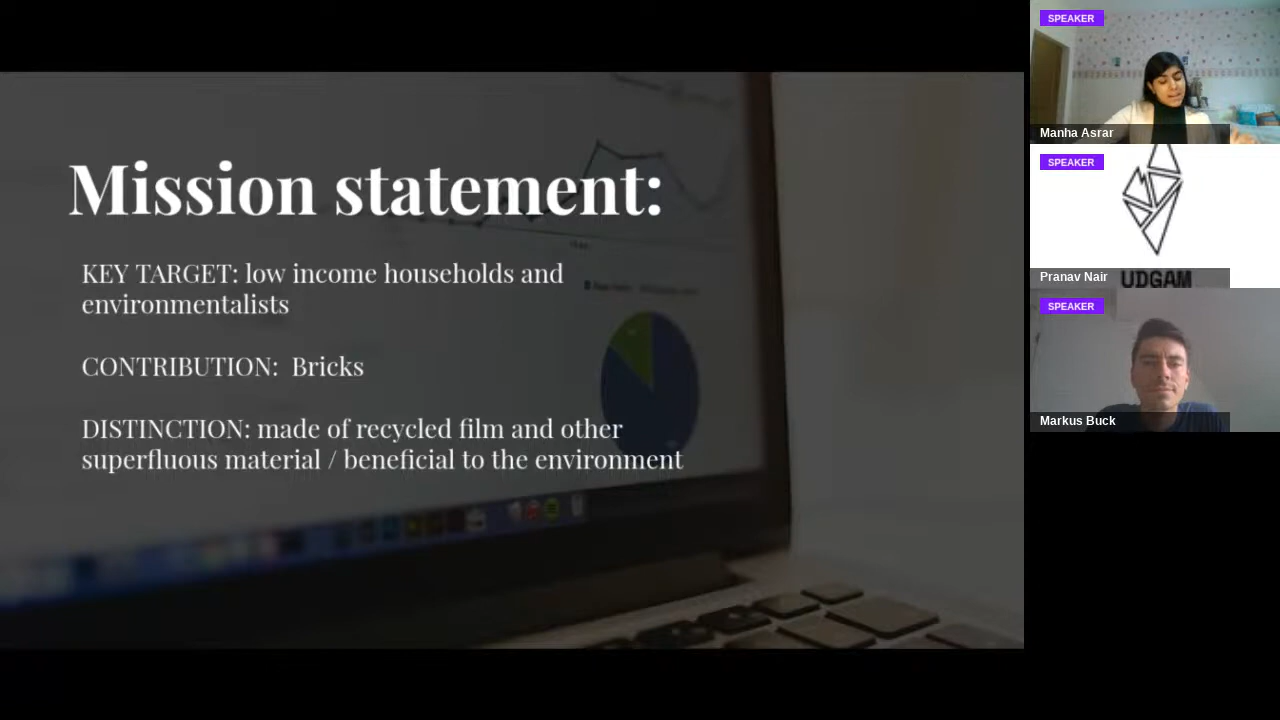 Mission statement:
KEY TARGET: low income households and
environmentalists
CONTRIBUTION: Bricks
DISTINCTION: made of recycled film and other
superfluous material / beneficial to the environment
SPEAKER
Manha Asrar
SPEAKER
Pranav Nair
UDGAM
SPEAKER
Markus Buck